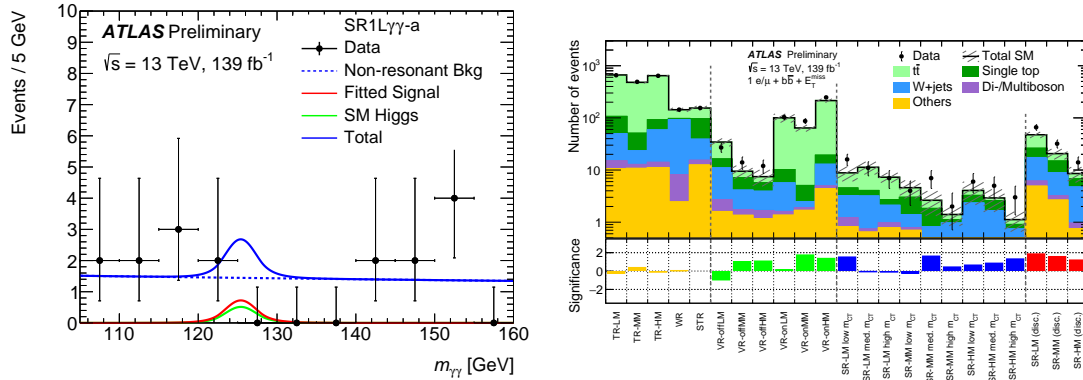 Events / 5 GeV
10
9
8
7
6
5
4
3
2
1
0
ATLAS Preliminary
√s = 13 TeV, 139 fb⁻¹
SR1Lγγ-a
Data
Non-resonant Bkg
Fitted Signal
SM Higgs
Total
110 120 130 140 150 160
m_γγ [GeV]
Number of events
10³
10²
10
1
ATLAS Preliminary
√s = 13 TeV, 139 fb⁻¹
1 e/μ + bb̄ + E_T^miss
Data Total SM
tt̄ Single top
W+jets Di-/Multiboson
Others
Significance
2
0
−2
TR-LM
TR-MM
TR-HM
WR
STR
VR-offLM
VR-offMM
VR-offHM
VR-onLM
VR-onMM
VR-onHM
SR-LM low m_CT
SR-LM med. m_CT
SR-LM high m_CT
SR-MM low m_CT
SR-MM med. m_CT
SR-MM high m_CT
SR-HM low m_CT
SR-HM med. m_CT
SR-HM high m_CT
SR-LM (disc.)
SR-MM (disc.)
SR-HM (disc.)